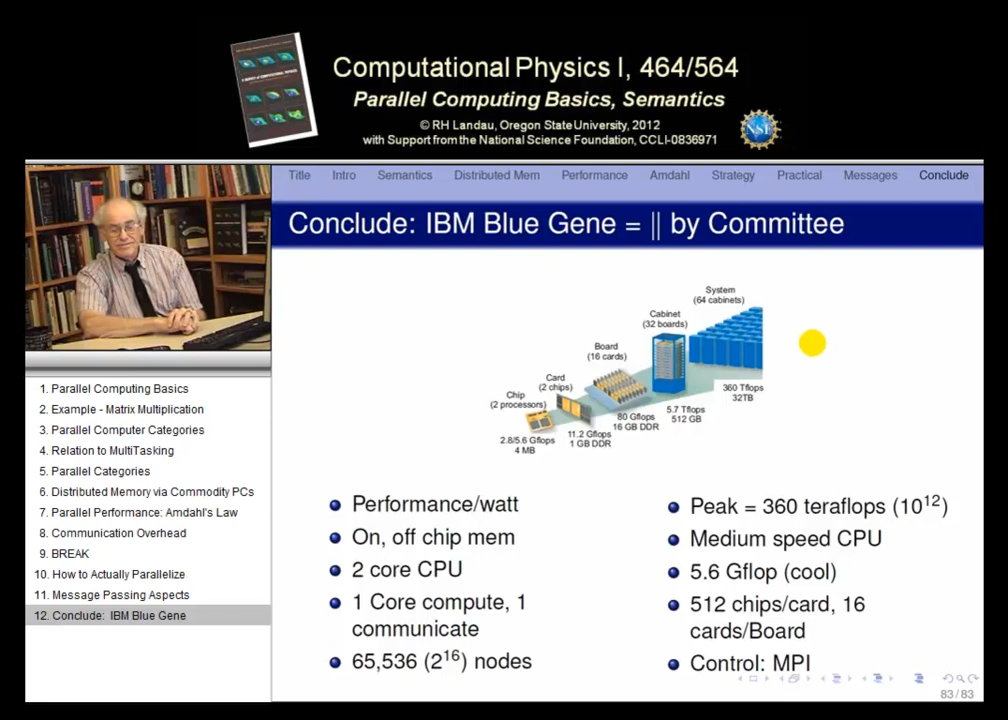 Computational Physics I, 464/564
Parallel Computing Basics, Semantics
© RH Landau, Oregon State University, 2012
with Support from the National Science Foundation, CCLI-0836971
NSF
Title Intro Semantics Distributed Mem Performance Amdahl Strategy Practical Messages Conclude
Conclude: IBM Blue Gene = || by Committee
System
(64 cabinets)
Cabinet
(32 boards)
Board
(16 cards)
Card
(2 chips)
Chip
(2 processors)
2.8/5.6 Gflops
4 MB
11.2 Gflops
1 GB DDR
80 Gflops
16 GB DDR
5.7 Tflops
512 GB
360 Tflops
32TB
Performance/watt
On, off chip mem
2 core CPU
1 Core compute, 1
communicate
65,536 (2¹⁶) nodes
Peak = 360 teraflops (10¹²)
Medium speed CPU
5.6 Gflop (cool)
512 chips/card, 16
cards/Board
Control: MPI
83/83
1. Parallel Computing Basics
2. Example - Matrix Multiplication
3. Parallel Computer Categories
4. Relation to MultiTasking
5. Parallel Categories
6. Distributed Memory via Commodity PCs
7. Parallel Performance: Amdahl's Law
8. Communication Overhead
9. BREAK
10. How to Actually Parallelize
11. Message Passing Aspects
12. Conclude: IBM Blue Gene